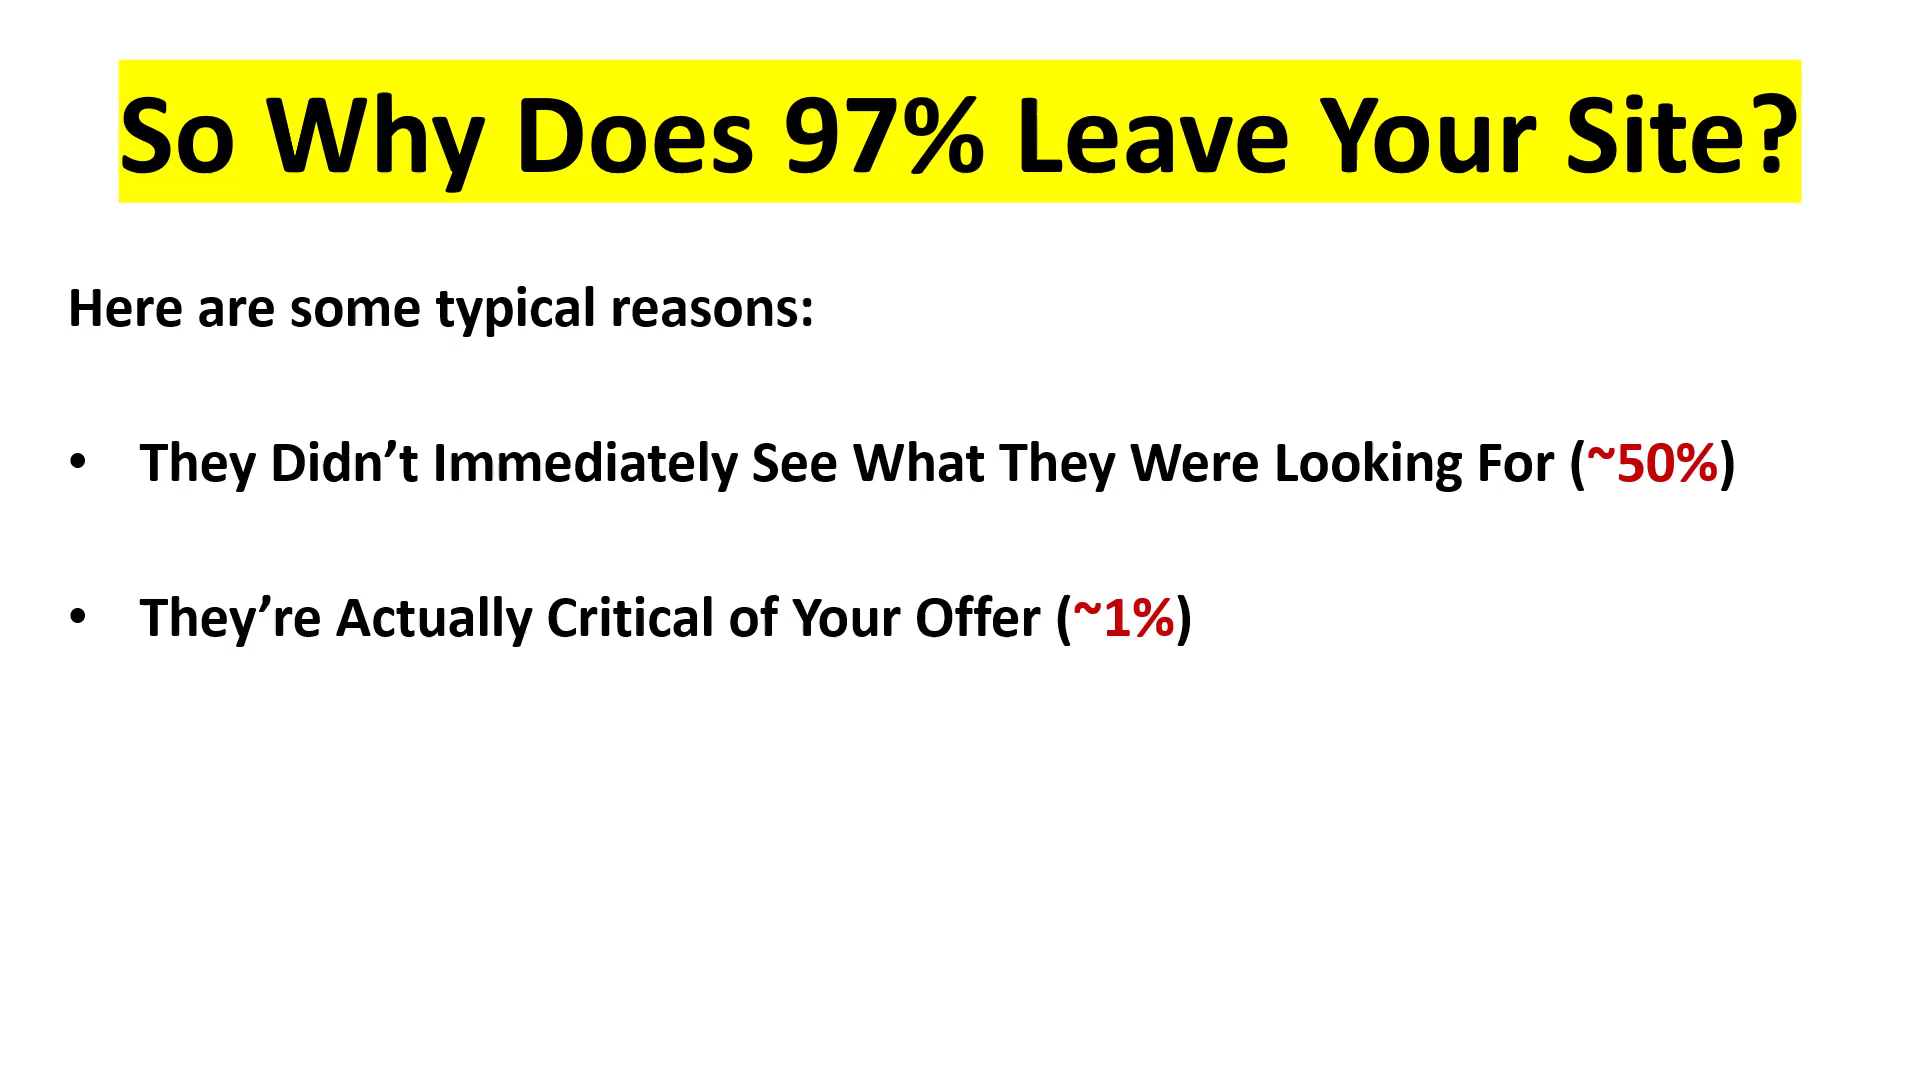 So Why Does 97% Leave Your Site?
Here are some typical reasons:
• They Didn’t Immediately See What They Were Looking For (~50%)
• They’re Actually Critical of Your Offer (~1%)